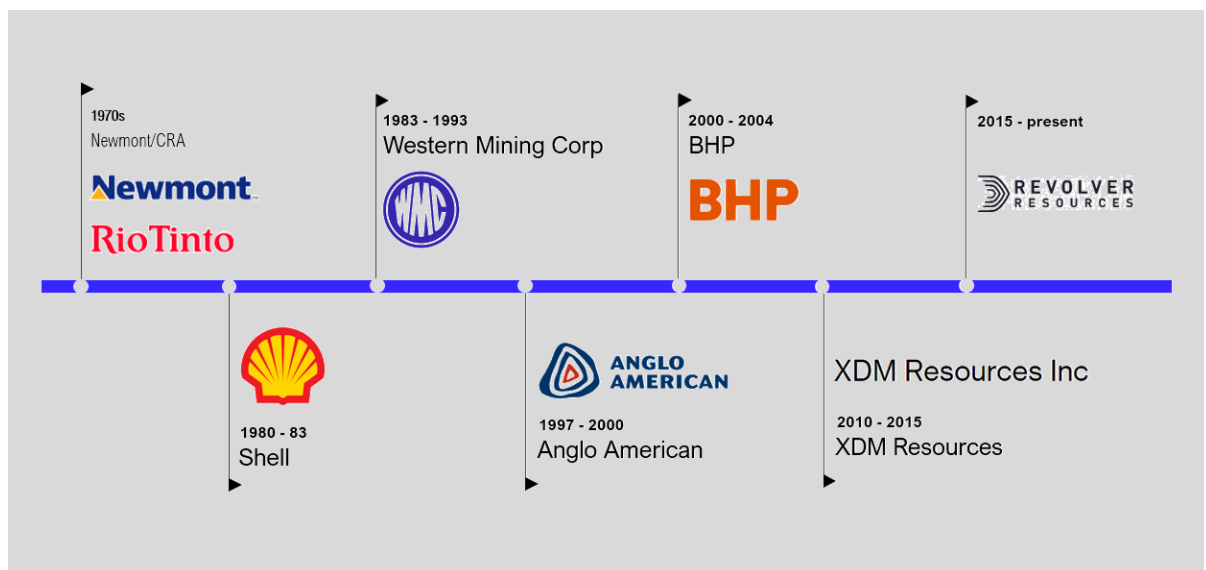 1970s
Newmont/CRA
Newmont
RioTinto
1980 - 83
Shell
1983 - 1993
Western Mining Corp
WMC
ANGLO
AMERICAN
1997 - 2000
Anglo American
2000 - 2004
BHP
BHP
XDM Resources Inc
2010 - 2015
XDM Resources
2015 - present
REVOLVER
RESOURCES